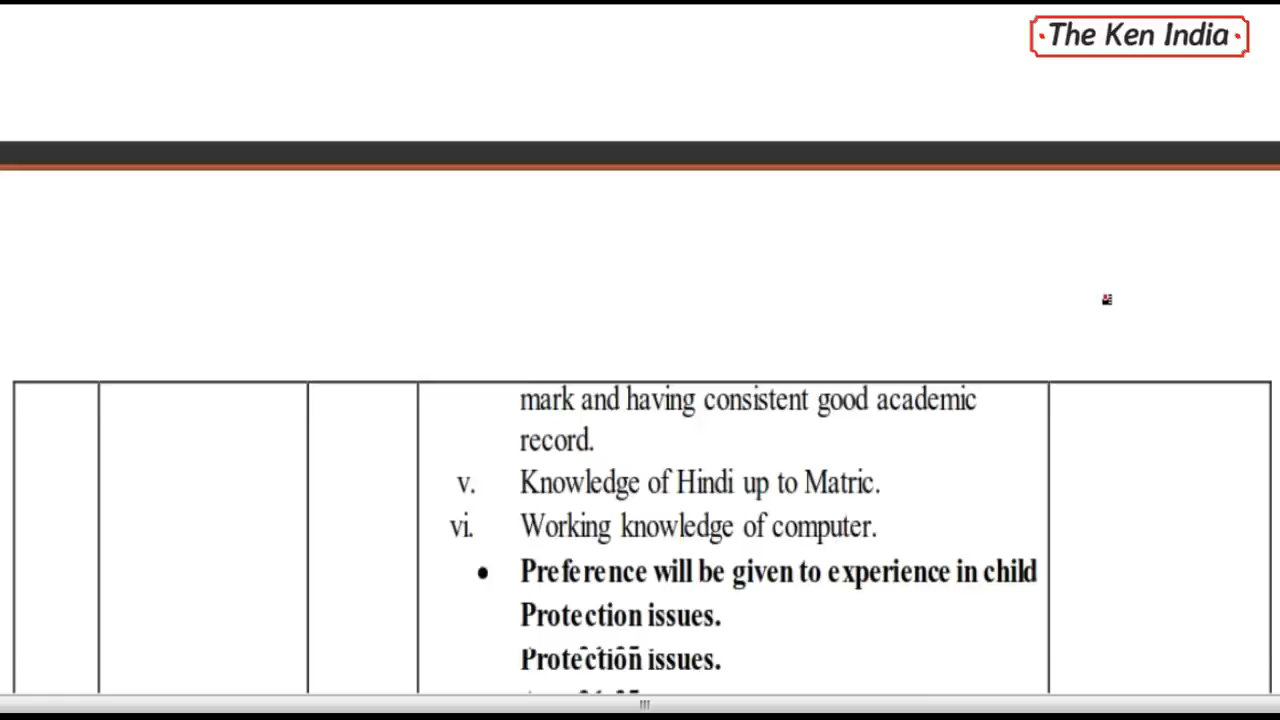 The Ken India
mark and having consistent good academic
record.
v. Knowledge of Hindi up to Matric.
vi. Working knowledge of computer.
• Preference will be given to experience in child
Protection issues.
Protection issues.